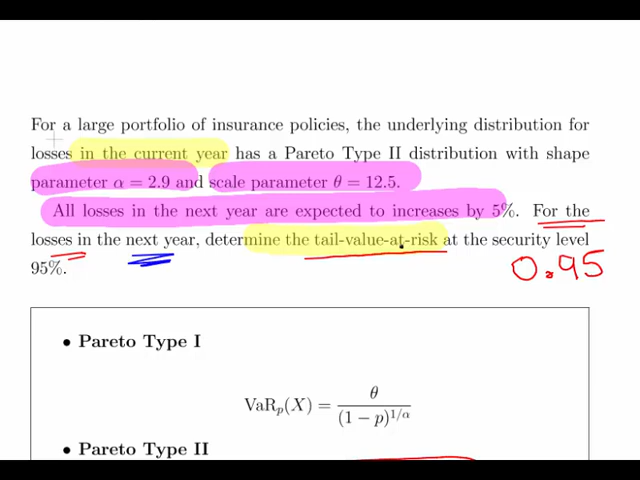 For a large portfolio of insurance policies, the underlying distribution for
losses in the current year has a Pareto Type II distribution with shape
parameter α = 2.9 and scale parameter θ = 12.5.
All losses in the next year are expected to increases by 5%. For the
losses in the next year, determine the tail-value-at-risk at the security level
95%.
0.95
• Pareto Type I
VaRₚ(X) = θ / (1 − p)^{1/α}
• Pareto Type II